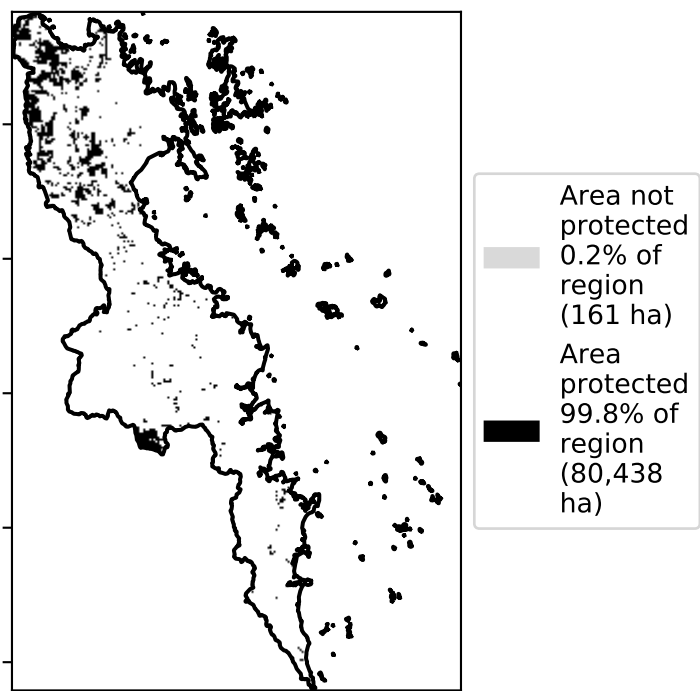 Area not
protected
0.2% of
region
(161 ha)
Area
protected
99.8% of
region
(80,438
ha)